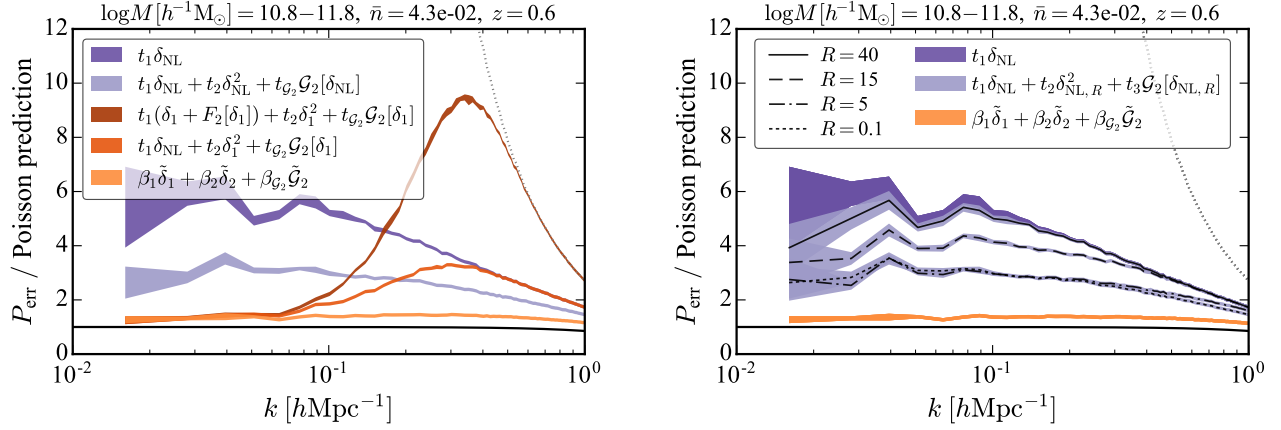 logM [h⁻¹M⊙] = 10.8−11.8, n̄ = 4.3e-02, z = 0.6
12
10
8
6
4
2
0
P_err / Poisson prediction
t₁δ_NL
t₁δ_NL + t₂δ²_NL + t_𝒢₂𝒢₂[δ_NL]
t₁(δ₁ + F₂[δ₁]) + t₂δ₁² + t_𝒢₂𝒢₂[δ₁]
t₁δ_NL + t₂δ₁² + t_𝒢₂𝒢₂[δ₁]
β₁δ̃₁ + β₂δ̃₂ + β_𝒢₂𝒢̃₂
10⁻² 10⁻¹ 10⁰
k [hMpc⁻¹]
logM [h⁻¹M⊙] = 10.8−11.8, n̄ = 4.3e-02, z = 0.6
12
10
8
6
4
2
0
P_err / Poisson prediction
R = 40
R = 15
R = 5
R = 0.1
t₁δ_NL
t₁δ_NL + t₂δ²_NL,R + t₃𝒢₂[δ_NL,R]
β₁δ̃₁ + β₂δ̃₂ + β_𝒢₂𝒢̃₂
10⁻² 10⁻¹ 10⁰
k [hMpc⁻¹]